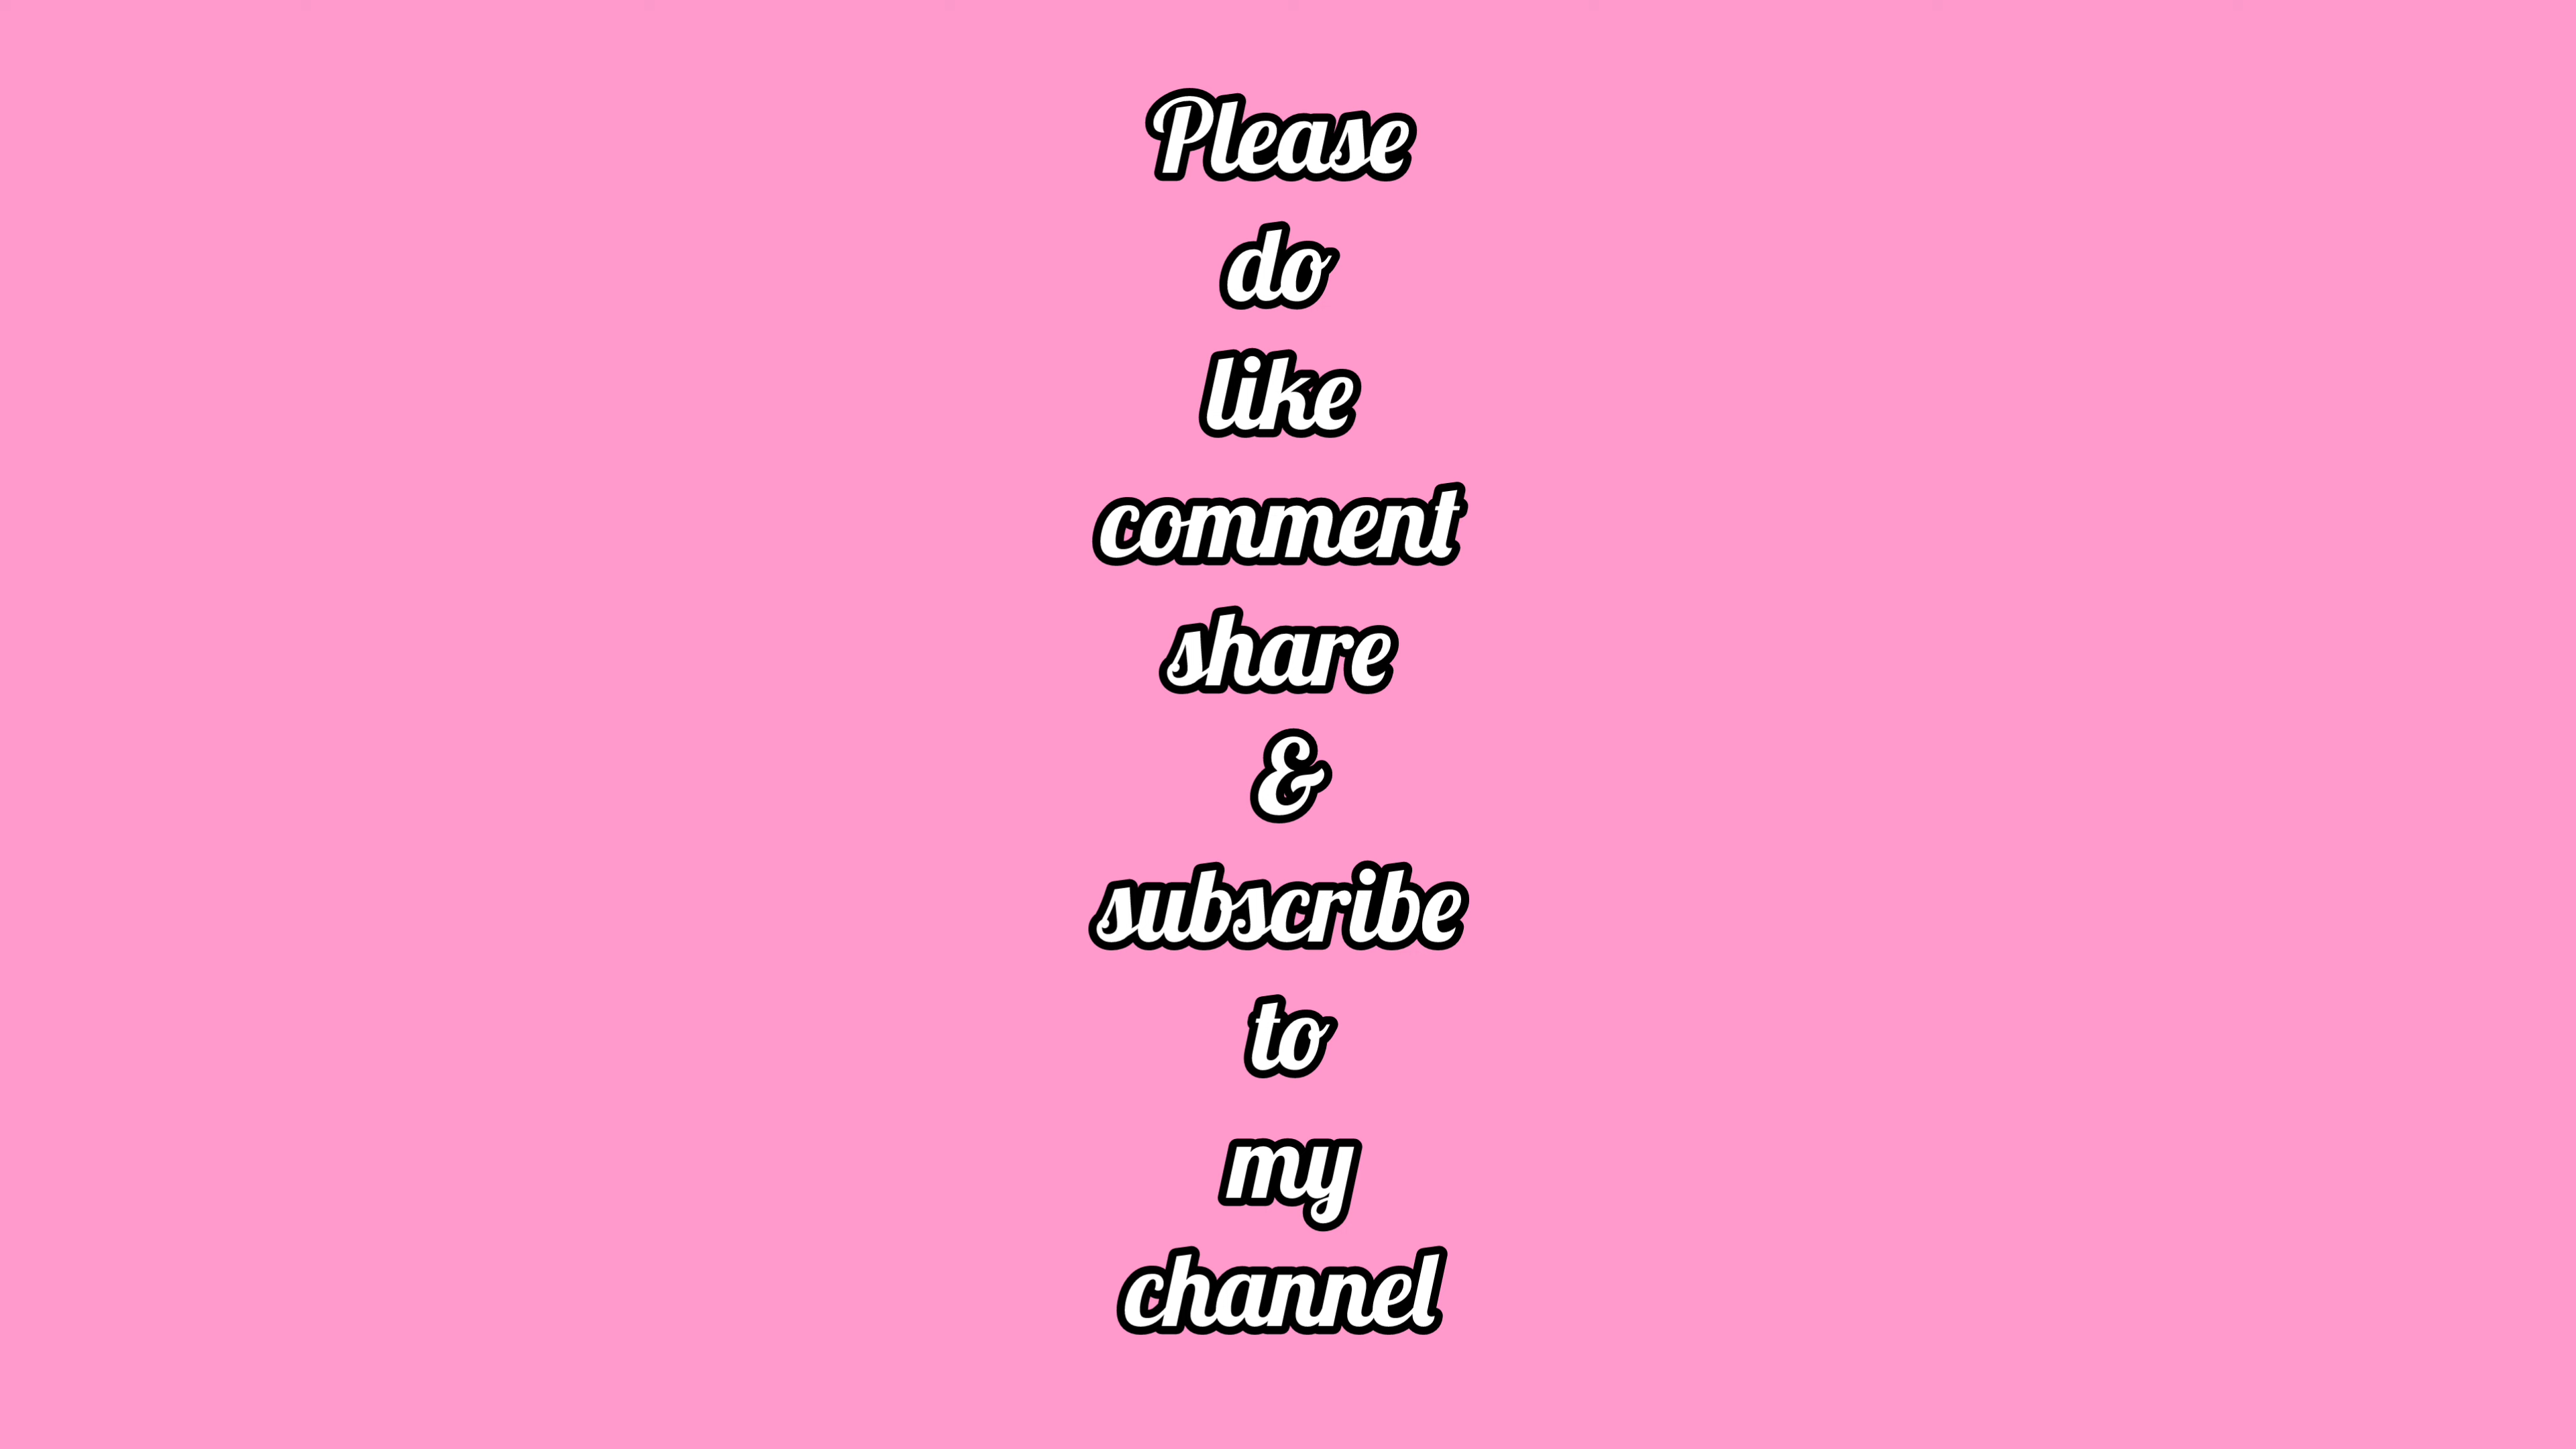 Please
do
like
comment
share
&
subscribe
to
my
channel